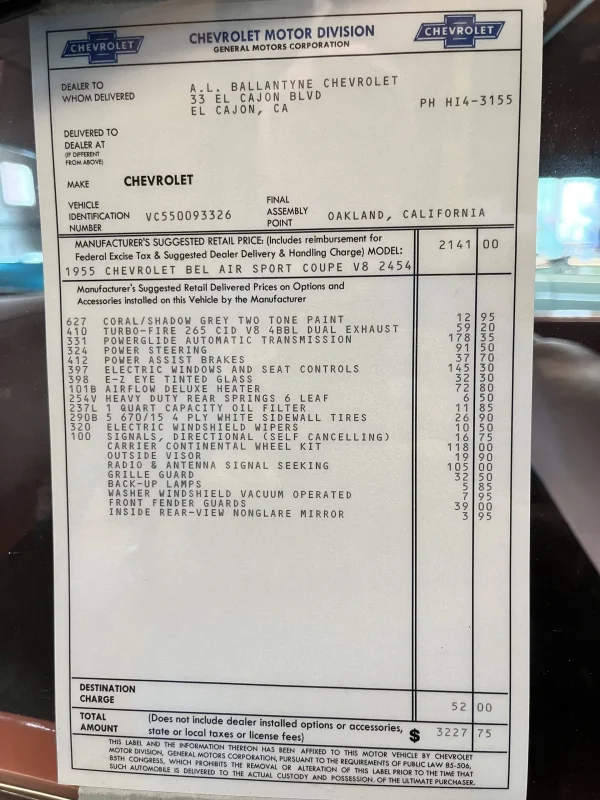 CHEVROLET
CHEVROLET MOTOR DIVISION
GENERAL MOTORS CORPORATION
CHEVROLET
DEALER TO WHOM DELIVERED
A.L. BALLANTYNE CHEVROLET
33 EL CAJON BLVD
EL CAJON, CA
PH HI4-3155
DELIVERED TO
DEALER AT
(IF DIFFERENT
FROM ABOVE)
MAKE CHEVROLET
VEHICLE
IDENTIFICATION VC550093326
NUMBER
FINAL
ASSEMBLY OAKLAND, CALIFORNIA
POINT
MANUFACTURER'S SUGGESTED RETAIL PRICE: (Includes reimbursement for 2141 00
Federal Excise Tax & Suggested Dealer Delivery & Handling Charge) MODEL:
1955 CHEVROLET BEL AIR SPORT COUPE V8 2454
Manufacturer's Suggested Retail Delivered Prices on Options and
Accessories installed on this Vehicle by the Manufacturer
627 CORAL/SHADOW GREY TWO TONE PAINT 12 95
410 TURBO-FIRE 265 CID V8 4BBL DUAL EXHAUST 59 20
331 POWERGLIDE AUTOMATIC TRANSMISSION 178 35
324 POWER STEERING 91 50
412 POWER ASSIST BRAKES 37 70
397 ELECTRIC WINDOWS AND SEAT CONTROLS 145 30
398 E-Z EYE TINTED GLASS 32 30
101B AIRFLOW DELUXE HEATER 72 80
254V HEAVY DUTY REAR SPRINGS 6 LEAF 6 50
237L 1 QUART CAPACITY OIL FILTER 11 85
290B 5 670/15 4 PLY WHITE SIDEWALL TIRES 26 90
320 ELECTRIC WINDSHIELD WIPERS 10 50
100 SIGNALS, DIRECTIONAL (SELF CANCELLING) 16 75
CARRIER CONTINENTAL WHEEL KIT 118 00
OUTSIDE VISOR 19 90
RADIO & ANTENNA SIGNAL SEEKING 105 00
GRILLE GUARD 32 50
BACK-UP LAMPS 5 85
WASHER WINDSHIELD VACUUM OPERATED 7 95
FRONT FENDER GUARDS 39 00
INSIDE REAR-VIEW NONGLARE MIRROR 3 95
DESTINATION
CHARGE 52 00
TOTAL (Does not include dealer installed options or accessories,
AMOUNT state or local taxes or license fees) $ 3227 75
THIS LABEL AND THE INFORMATION THEREON HAS BEEN AFFIXED TO THIS MOTOR VEHICLE BY CHEVROLET
MOTOR DIVISION, GENERAL MOTORS CORPORATION, PURSUANT TO THE REQUIREMENTS OF PUBLIC LAW 85-506,
85TH CONGRESS, WHICH PROHIBITS THE REMOVAL OR ALTERATION OF THIS LABEL PRIOR TO THE TIME THAT
SUCH AUTOMOBILE IS DELIVERED TO THE ACTUAL CUSTODY AND POSSESSION. OF THE ULTIMATE PURCHASER.